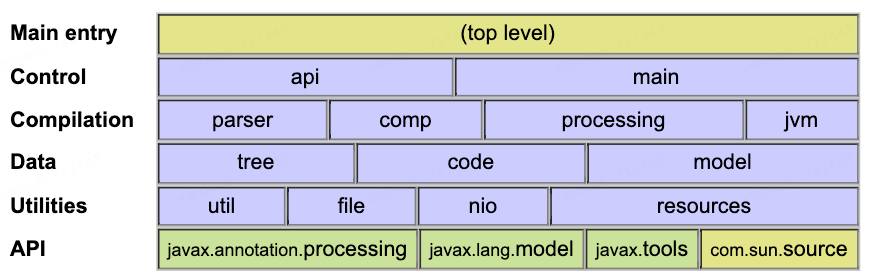 Main entry (top level)
Control api main
Compilation parser comp processing jvm
Data tree code model
Utilities util file nio resources
API javax.annotation.processing javax.lang.model javax.tools com.sun.source